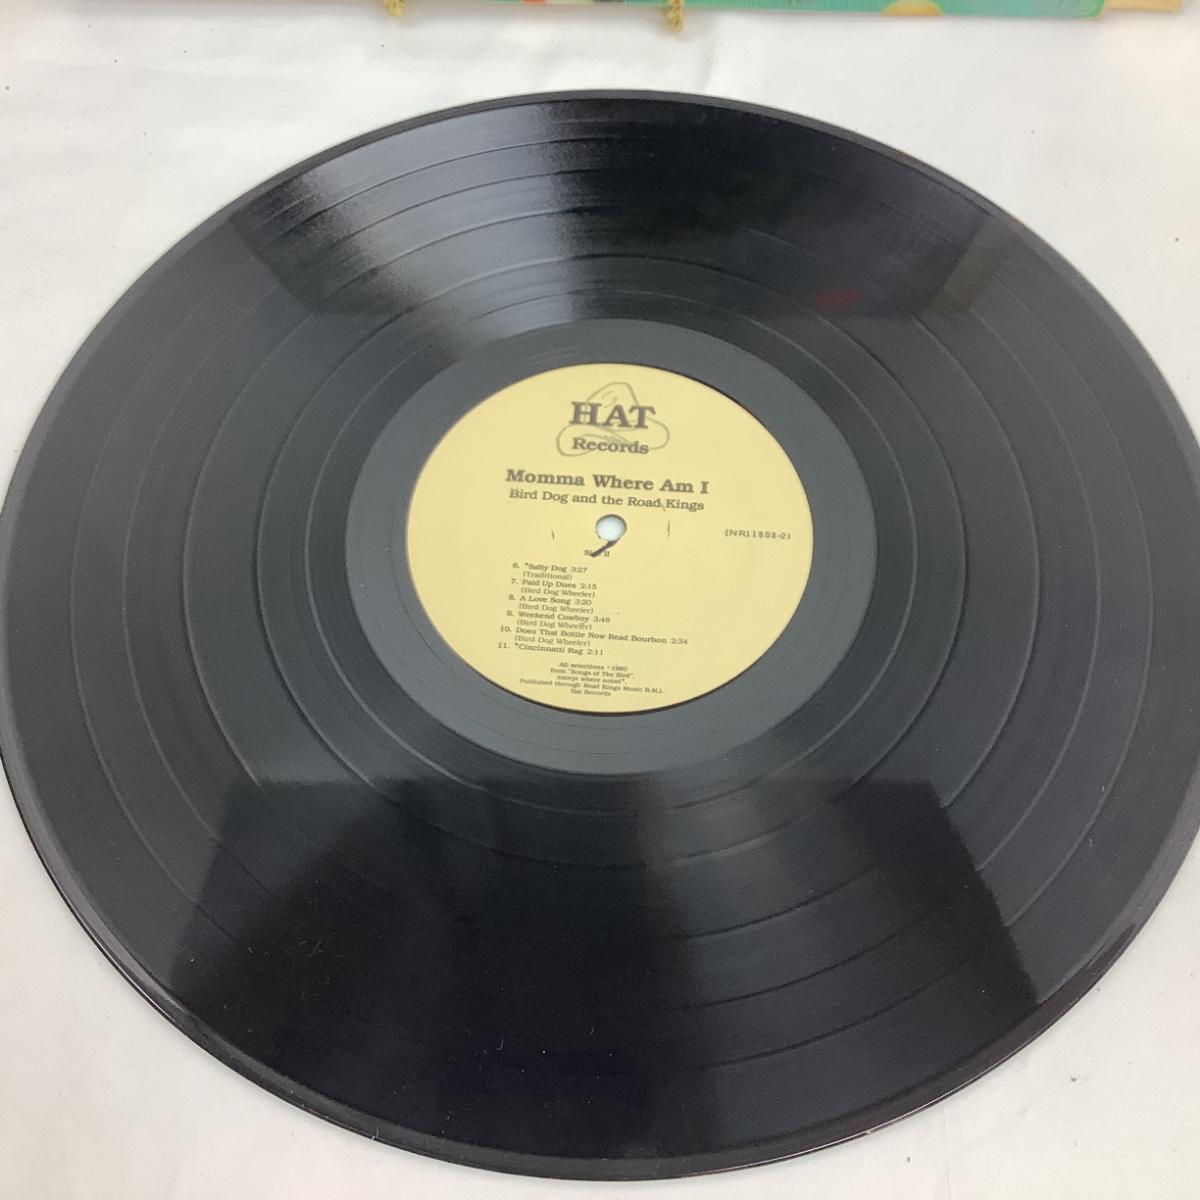 HAT
Records
Momma Where Am I
Bird Dog and the Road Kings
(NR11808-2)
Side II
6. *Salty Dog 3:27
(Traditional)
7. Paid Up Dues 2:15
(Bird Dog Wheeler)
8. A Love Song 3:20
(Bird Dog Wheeler)
9. Weekend Cowboy 3:48
(Bird Dog Wheeler)
10. Does That Bottle Now Read Bourbon 2:34
(Bird Dog Wheeler)
11. *Cincinnatti Rag 2:11
All selections • 1980
from "Songs of The Bird",
except where noted*.
Published through Road Kings Music B.M.I.
Hat Records